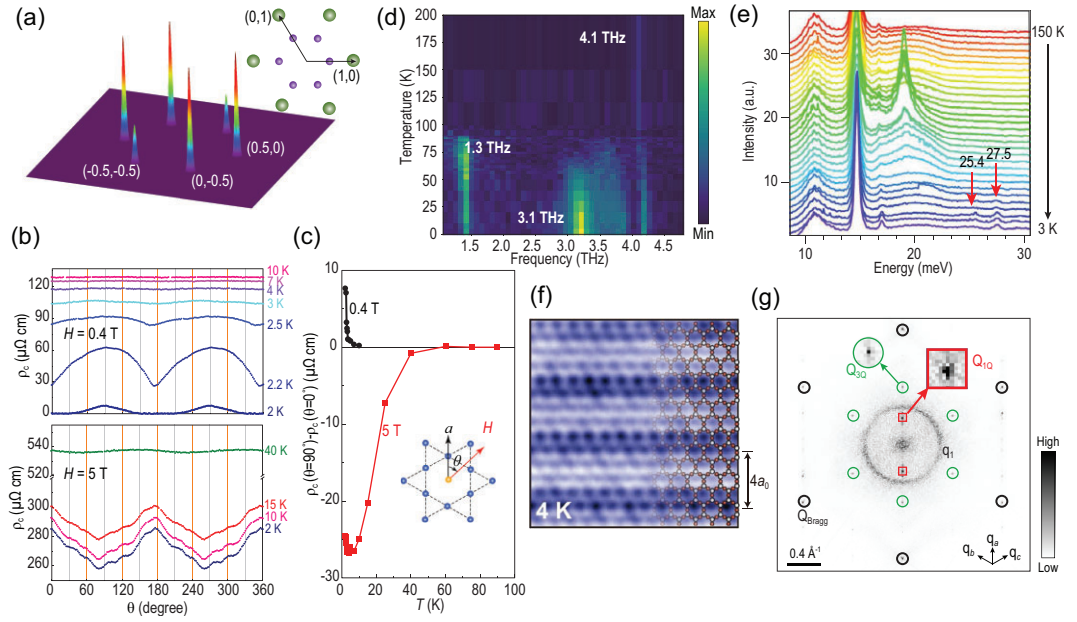 (a)
(0,1)
(1,0)
(0.5,0)
(-0.5,-0.5)
(0,-0.5)
(b)
ρc (μΩ cm)
120
90
60
30
0
H = 0.4 T
10 K
7 K
4 K
3 K
2.5 K
2.2 K
2 K
ρc (μΩ cm)
540
520
300
280
260
H = 5 T
40 K
15 K
10 K
2 K
0 60 120 180 240 300 360
θ (degree)
(c)
ρc (θ=90°)-ρc (θ=0°) (μΩ cm)
10
0
-10
-20
-30
0.4 T
5 T
a
H
θ
0 20 40 60 80 100
T (K)
(d)
Temperature (K)
200
175
150
125
100
75
50
25
0
4.1 THz
1.3 THz
3.1 THz
1.5 2.0 2.5 3.0 3.5 4.0 4.5
Frequency (THz)
Max
Min
(e)
Intensity (a.u.)
30
20
10
150 K
3 K
25.4
27.5
10 15 20 25 30
Energy (meV)
(f)
4 K
4a0
(g)
Q3Q
Q1Q
q1
QBragg
0.4 Å-1
qa
qb
qc
High
Low